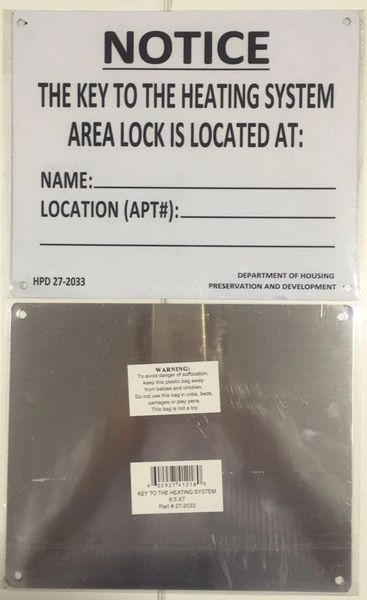 NOTICE
THE KEY TO THE HEATING SYSTEM
AREA LOCK IS LOCATED AT:
NAME:
LOCATION (APT#):
HPD 27-2033
DEPARTMENT OF HOUSING
PRESERVATION AND DEVELOPMENT
WARNING:
To avoid danger of suffocation,
keep this plastic bag away
from babies and children.
Do not use this bag in cribs, beds,
carriages or play pens.
This bag is not a toy.
KEY TO THE HEATING SYSTEM
8.5 X7
Part # 27-2033